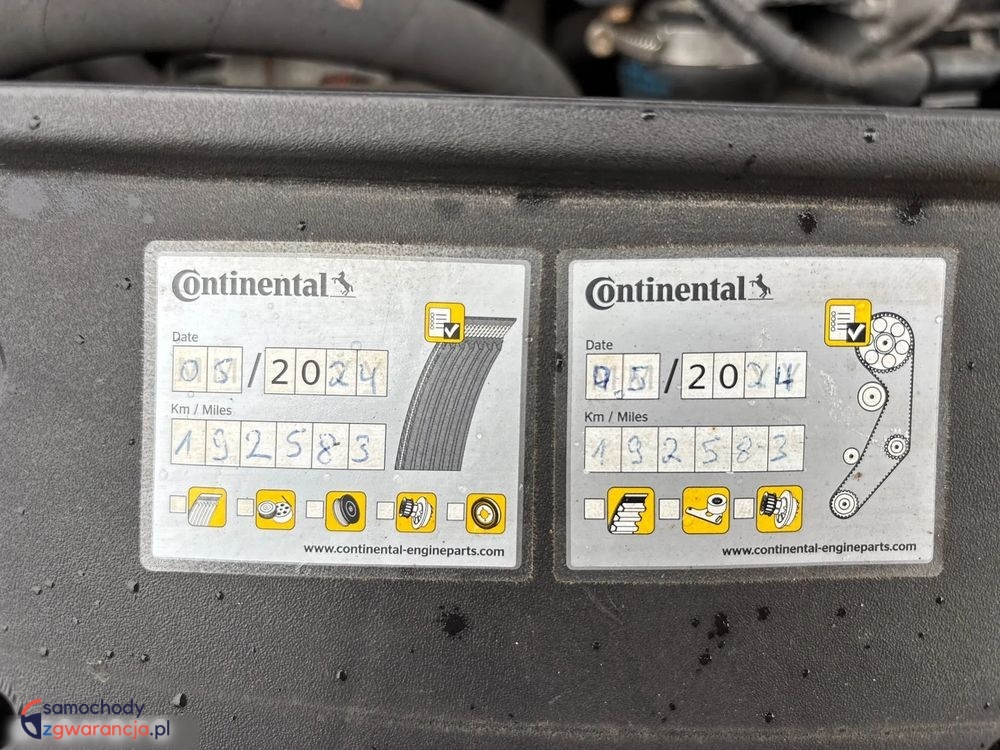 Continental
Date
05/2024
Km / Miles
192583
www.continental-engineparts.com
Continental
Date
05/2024
Km / Miles
192583
www.continental-engineparts.com
samochody
zgwarancja.pl